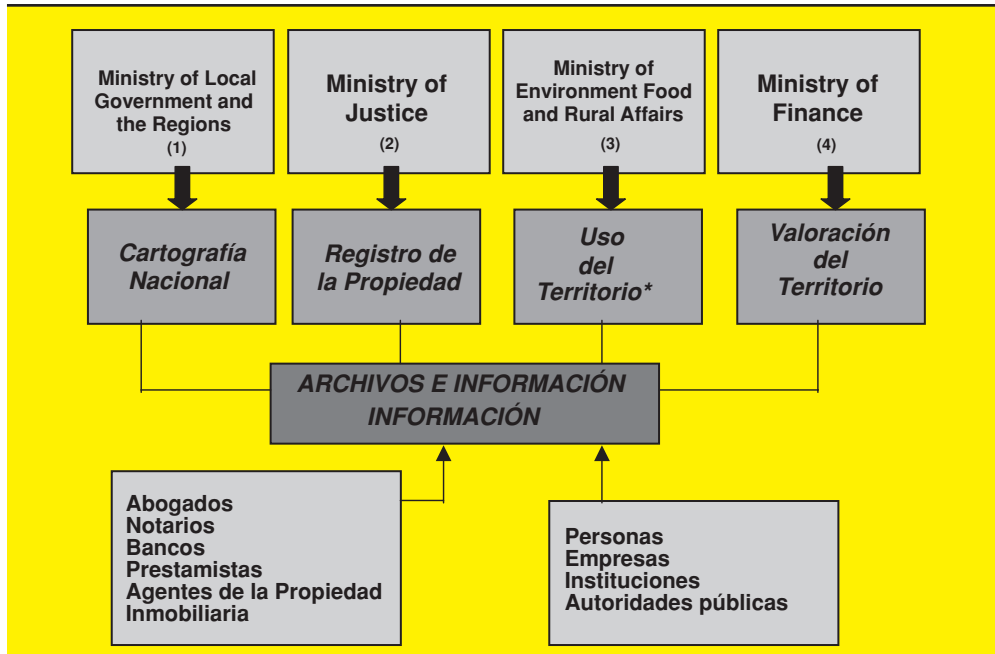 Ministry of Local
Government and
the Regions
(1)
Ministry of
Justice
(2)
Ministry of
Environment Food
and Rural Affairs
(3)
Ministry of
Finance
(4)
Cartografía
Nacional
Registro de
la Propiedad
Uso
del
Territorio*
Valoración
del
Territorio
ARCHIVOS E INFORMACIÓN
INFORMACIÓN
Abogados
Notarios
Bancos
Prestamistas
Agentes de la Propiedad
Inmobiliaria
Personas
Empresas
Instituciones
Autoridades públicas